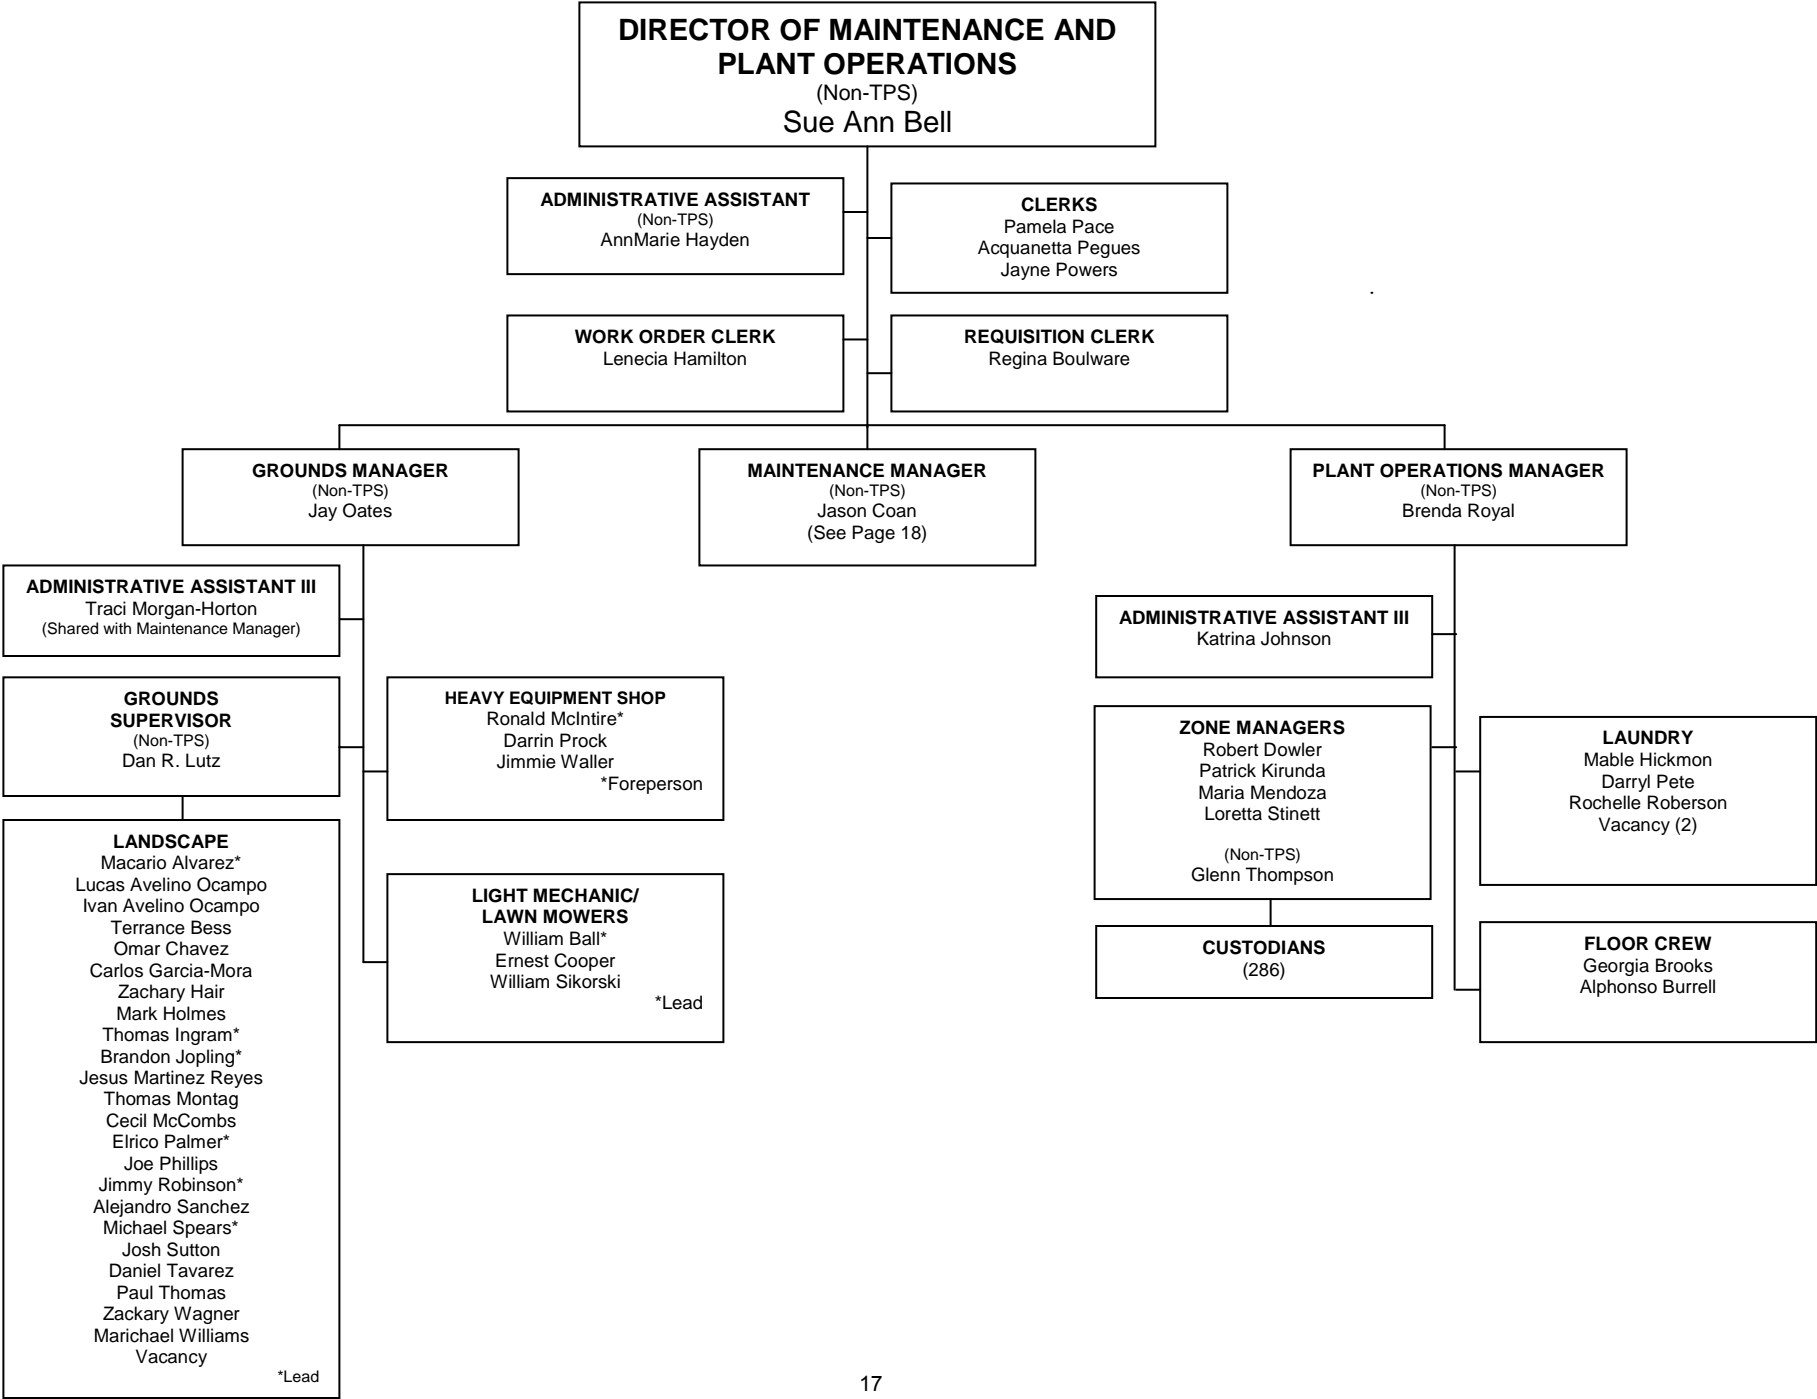 DIRECTOR OF MAINTENANCE AND
PLANT OPERATIONS
(Non-TPS)
Sue Ann Bell
ADMINISTRATIVE ASSISTANT
(Non-TPS)
AnnMarie Hayden
CLERKS
Pamela Pace
Acquanetta Pegues
Jayne Powers
WORK ORDER CLERK
Lenecia Hamilton
REQUISITION CLERK
Regina Boulware
GROUNDS MANAGER
(Non-TPS)
Jay Oates
MAINTENANCE MANAGER
(Non-TPS)
Jason Coan
(See Page 18)
PLANT OPERATIONS MANAGER
(Non-TPS)
Brenda Royal
ADMINISTRATIVE ASSISTANT III
Traci Morgan-Horton
(Shared with Maintenance Manager)
GROUNDS
SUPERVISOR
(Non-TPS)
Dan R. Lutz
LANDSCAPE
Macario Alvarez*
Lucas Avelino Ocampo
Ivan Avelino Ocampo
Terrance Bess
Omar Chavez
Carlos Garcia-Mora
Zachary Hair
Mark Holmes
Thomas Ingram*
Brandon Jopling*
Jesus Martinez Reyes
Thomas Montag
Cecil McCombs
Elrico Palmer*
Joe Phillips
Jimmy Robinson*
Alejandro Sanchez
Michael Spears*
Josh Sutton
Daniel Tavarez
Paul Thomas
Zackary Wagner
Marichael Williams
Vacancy
*Lead
HEAVY EQUIPMENT SHOP
Ronald McIntire*
Darrin Prock
Jimmie Waller
*Foreperson
LIGHT MECHANIC/
LAWN MOWERS
William Ball*
Ernest Cooper
William Sikorski
*Lead
ADMINISTRATIVE ASSISTANT III
Katrina Johnson
ZONE MANAGERS
Robert Dowler
Patrick Kirunda
Maria Mendoza
Loretta Stinett
(Non-TPS)
Glenn Thompson
CUSTODIANS
(286)
LAUNDRY
Mable Hickmon
Darryl Pete
Rochelle Roberson
Vacancy (2)
FLOOR CREW
Georgia Brooks
Alphonso Burrell
17